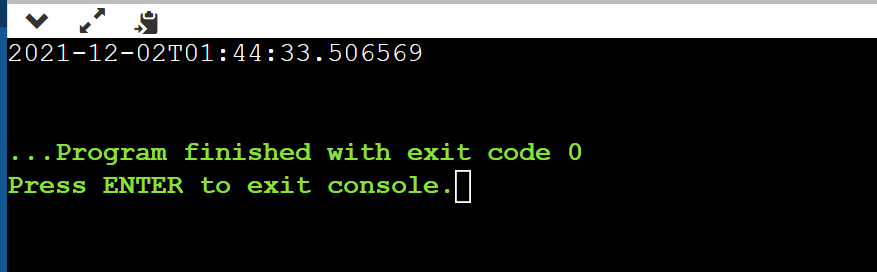 2021-12-02T01:44:33.506569
...Program finished with exit code 0
Press ENTER to exit console.